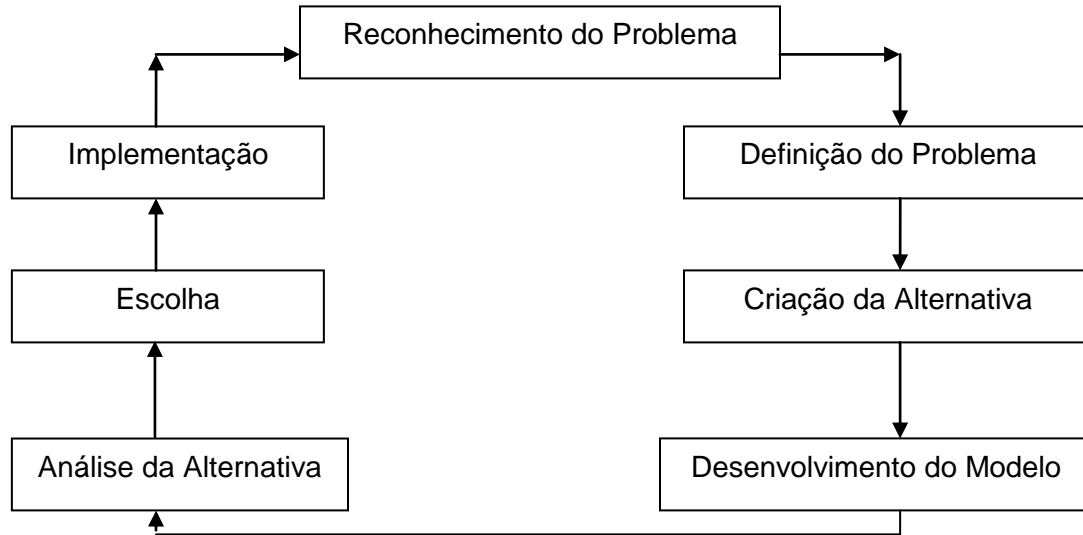 Reconhecimento do Problema
Implementação
Definição do Problema
Escolha
Criação da Alternativa
Análise da Alternativa
Desenvolvimento do Modelo